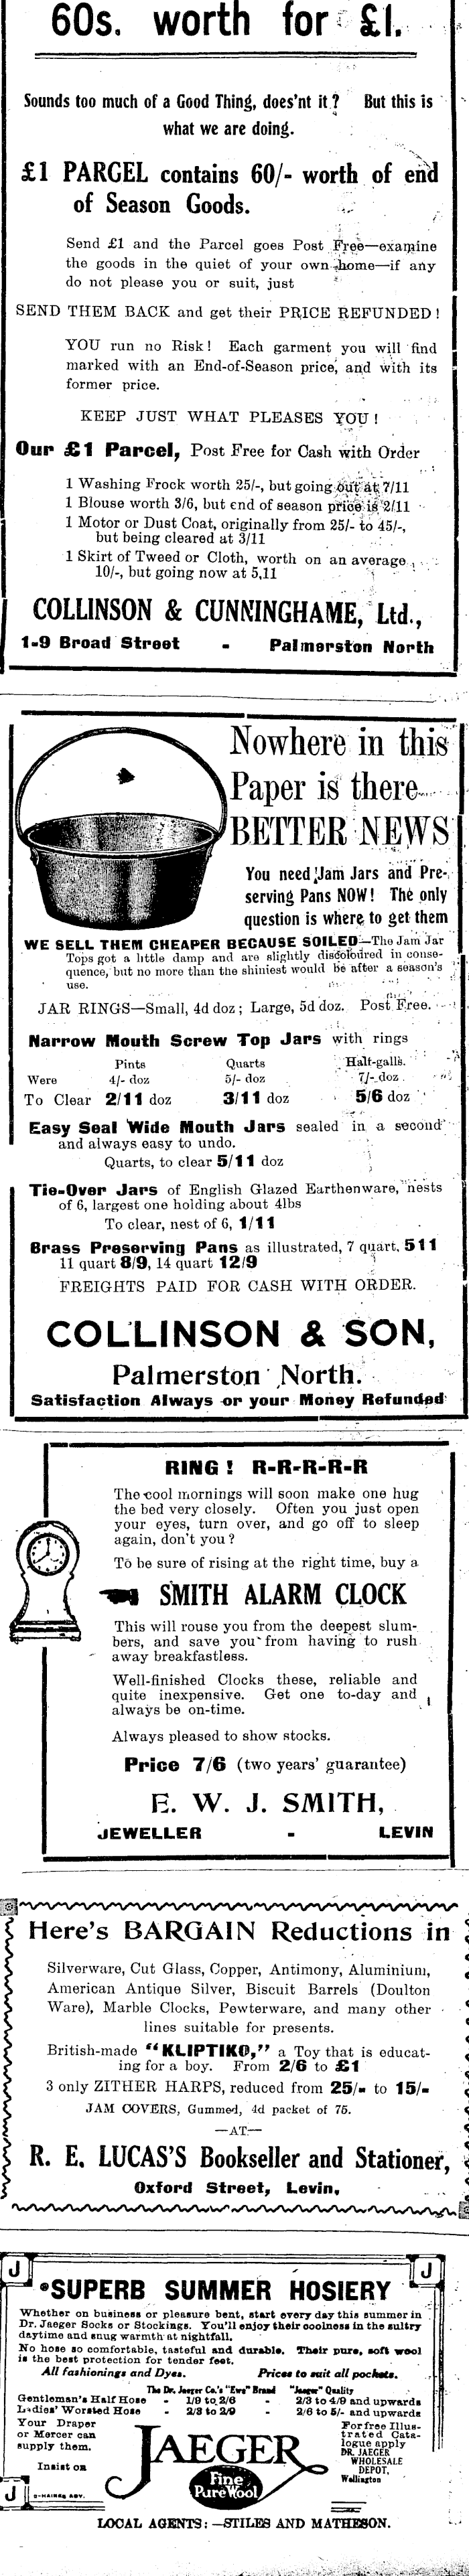 60s. worth for £1.
Sounds too much of a Good Thing, does'nt it? But this is
what we are doing.
£1 PARCEL contains 60/- worth of end
of Season Goods.
Send £1 and the Parcel goes Post Free—examine
the goods in the quiet of your own home—if any
do not please you or suit, just
SEND THEM BACK and get their PRICE REFUNDED!
YOU run no Risk! Each garment you will find
marked with an End-of-Season price, and with its
former price.
KEEP JUST WHAT PLEASES YOU!
Our £1 Parcel, Post Free for Cash with Order
1 Washing Frock worth 25/-, but going out at 7/11
1 Blouse worth 3/6, but end of season price is 2/11
1 Motor or Dust Coat, originally from 25/- to 45/-,
but being cleared at 3/11
1 Skirt of Tweed or Cloth, worth on an average
10/-, but going now at 5,11
COLLINSON & CUNNINGHAME, Ltd.,
1-9 Broad Street - Palmerston North
Nowhere in this
Paper is there
BETTER NEWS
You need Jam Jars and Pre-
serving Pans NOW! The only
question is where to get them
WE SELL THEM CHEAPER BECAUSE SOILED—The Jam Jar
Tops got a little damp and are slightly discoloured in conse-
quence, but no more than the shiniest would be after a season's
use.
JAR RINGS—Small, 4d doz; Large, 5d doz. Post Free.
Narrow Mouth Screw Top Jars with rings
Pints Quarts Half-galls.
Were 4/- doz 5/- doz 7/- doz
To Clear 2/11 doz 3/11 doz 5/6 doz
Easy Seal Wide Mouth Jars sealed in a second
and always easy to undo.
Quarts, to clear 5/11 doz
Tie-Over Jars of English Glazed Earthenware, nests
of 6, largest one holding about 4lbs
To clear, nest of 6, 1/11
Brass Preserving Pans as illustrated, 7 quart, 511
11 quart 8/9, 14 quart 12/9
FREIGHTS PAID FOR CASH WITH ORDER.
COLLINSON & SON,
Palmerston North.
Satisfaction Always or your Money Refunded
RING! R-R-R-R-R
The cool mornings will soon make one hug
the bed very closely. Often you just open
your eyes, turn over, and go off to sleep
again, don't you?
To be sure of rising at the right time, buy a
SMITH ALARM CLOCK
This will rouse you from the deepest slum-
bers, and save you from having to rush
away breakfastless.
Well-finished Clocks these, reliable and
quite inexpensive. Get one to-day and
always be on-time.
Always pleased to show stocks.
Price 7/6 (two years' guarantee)
E. W. J. SMITH,
JEWELLER - LEVIN
Here's BARGAIN Reductions in
Silverware, Cut Glass, Copper, Antimony, Aluminium,
American Antique Silver, Biscuit Barrels (Doulton
Ware), Marble Clocks, Pewterware, and many other
lines suitable for presents.
British-made "KLIPTIKO," a Toy that is educat-
ing for a boy. From 2/6 to £1
3 only ZITHER HARPS, reduced from 25/- to 15/-
JAM COVERS, Gummed, 4d packet of 75.
—AT—
R. E. LUCAS'S Bookseller and Stationer,
Oxford Street, Levin,
J J
SUPERB SUMMER HOSIERY
Whether on business or pleasure bent, start every day this summer in
Dr. Jaeger Socks or Stockings. You'll enjoy their coolness in the sultry
daytime and snug warmth at nightfall.
No hose so comfortable, tasteful and durable. Their pure, soft wool
is the best protection for tender feet.
All fashionings and Dyes. Prices to suit all pockets.
The Dr. Jaeger Co.'s "Ewe" Brand "Jaeger" Quality
Gentleman's Half Hose - 1/9 to 2/6 - 2/3 to 4/9 and upwards
Ladies' Worsted Hose - 2/3 to 2/9 - 2/6 to 5/- and upwards
Your Draper
or Mercer can
supply them.
Insist on
JAEGER
Fine
Pure Wool
For free Illus-
trated Cata-
logue apply
DR. JAEGER
WHOLESALE
DEPOT,
Wellington
J
C-HAINES ADV.
LOCAL AGENTS:—STILES AND MATHESON.